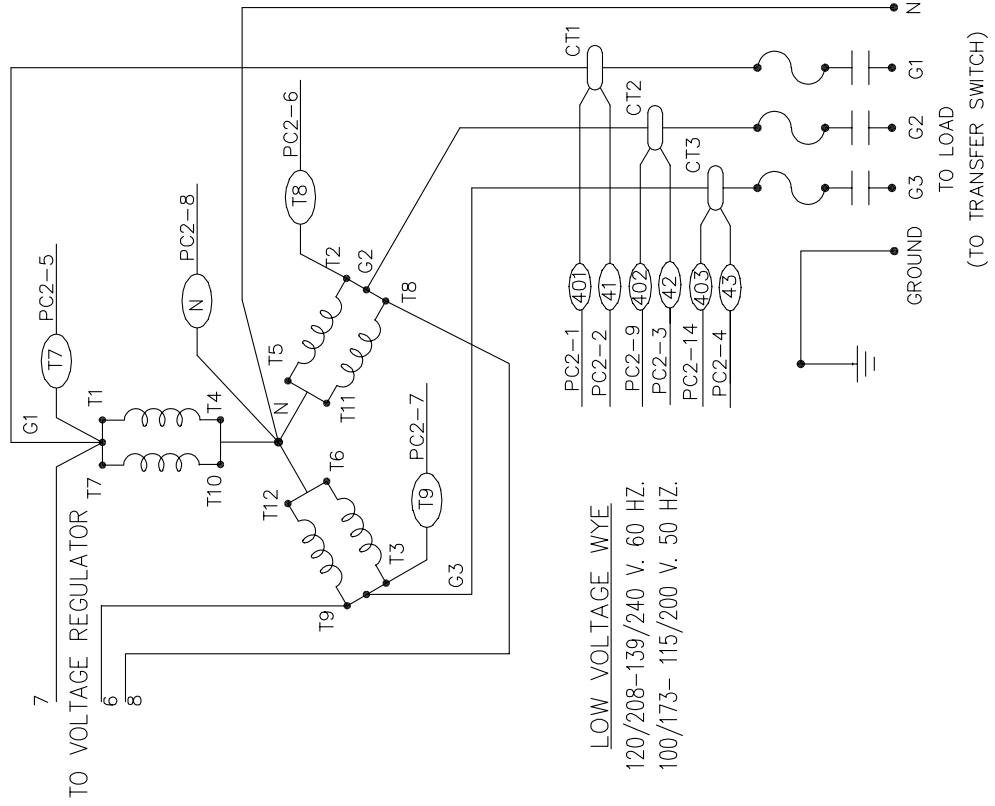 TO VOLTAGE REGULATOR
7
6
8
G1
T7
T1
T10
T4
T7
PC2-5
N
PC2-8
N
T12
T6
T9
T3
T9
PC2-7
G3
T5
T11
T2
G2
T8
T8
PC2-6
LOW VOLTAGE WYE
120/208-139/240 V. 60 HZ.
100/173- 115/200 V. 50 HZ.
PC2-1
401
PC2-2
41
CT1
PC2-9
402
PC2-3
42
CT2
PC2-14
403
PC2-4
43
CT3
N
G1
G2
G3
GROUND
TO LOAD
(TO TRANSFER SWITCH)